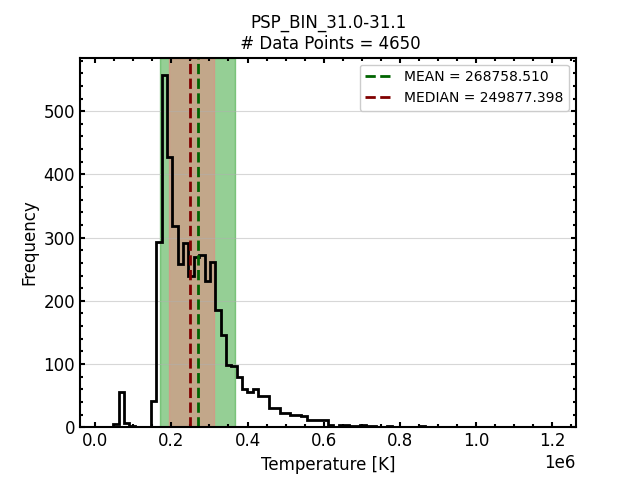 PSP_BIN_31.0-31.1
# Data Points = 4650
MEAN = 268758.510
MEDIAN = 249877.398
Frequency
500
400
300
200
100
0
0.0 0.2 0.4 0.6 0.8 1.0 1.2
1e6
Temperature [K]